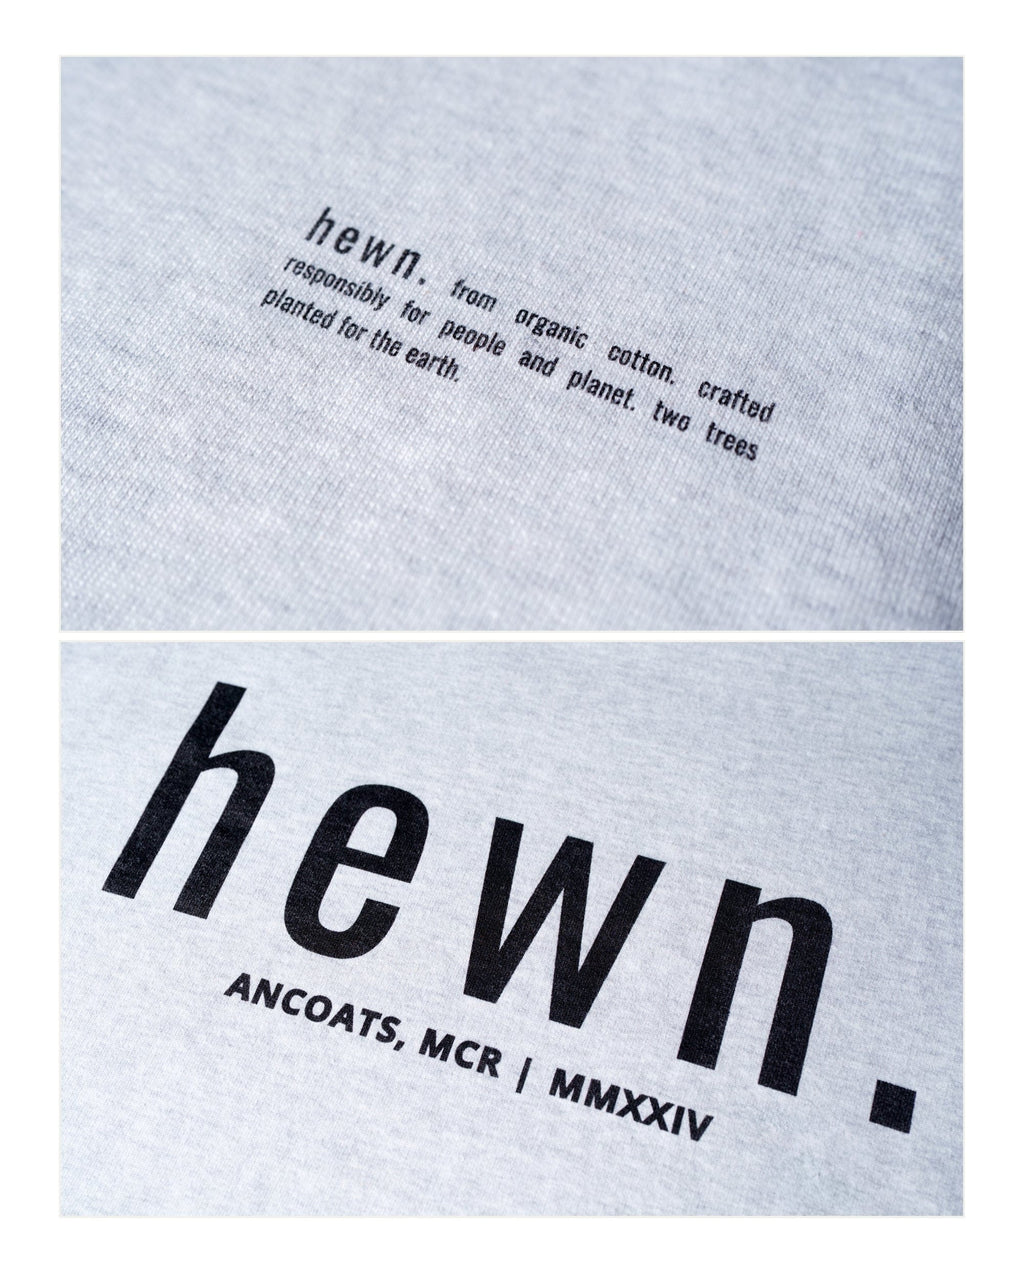 hewn. from organic cotton. crafted
responsibly for people and planet. two trees
planted for the earth.
hewn.
ANCOATS, MCR | MMXXIV